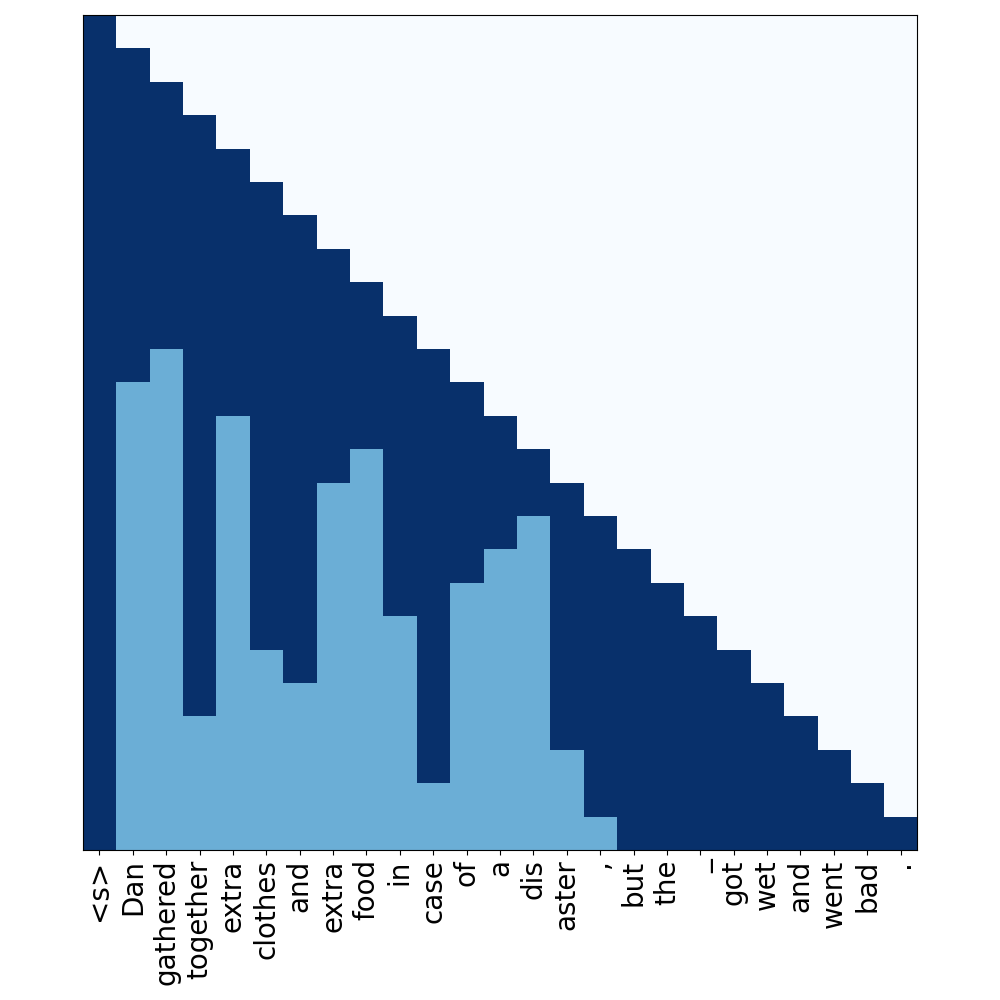 <s>
Dan
gathered
together
extra
clothes
and
extra
food
in
case
of
a
dis
aster
,
but
the
_
got
wet
and
went
bad
.